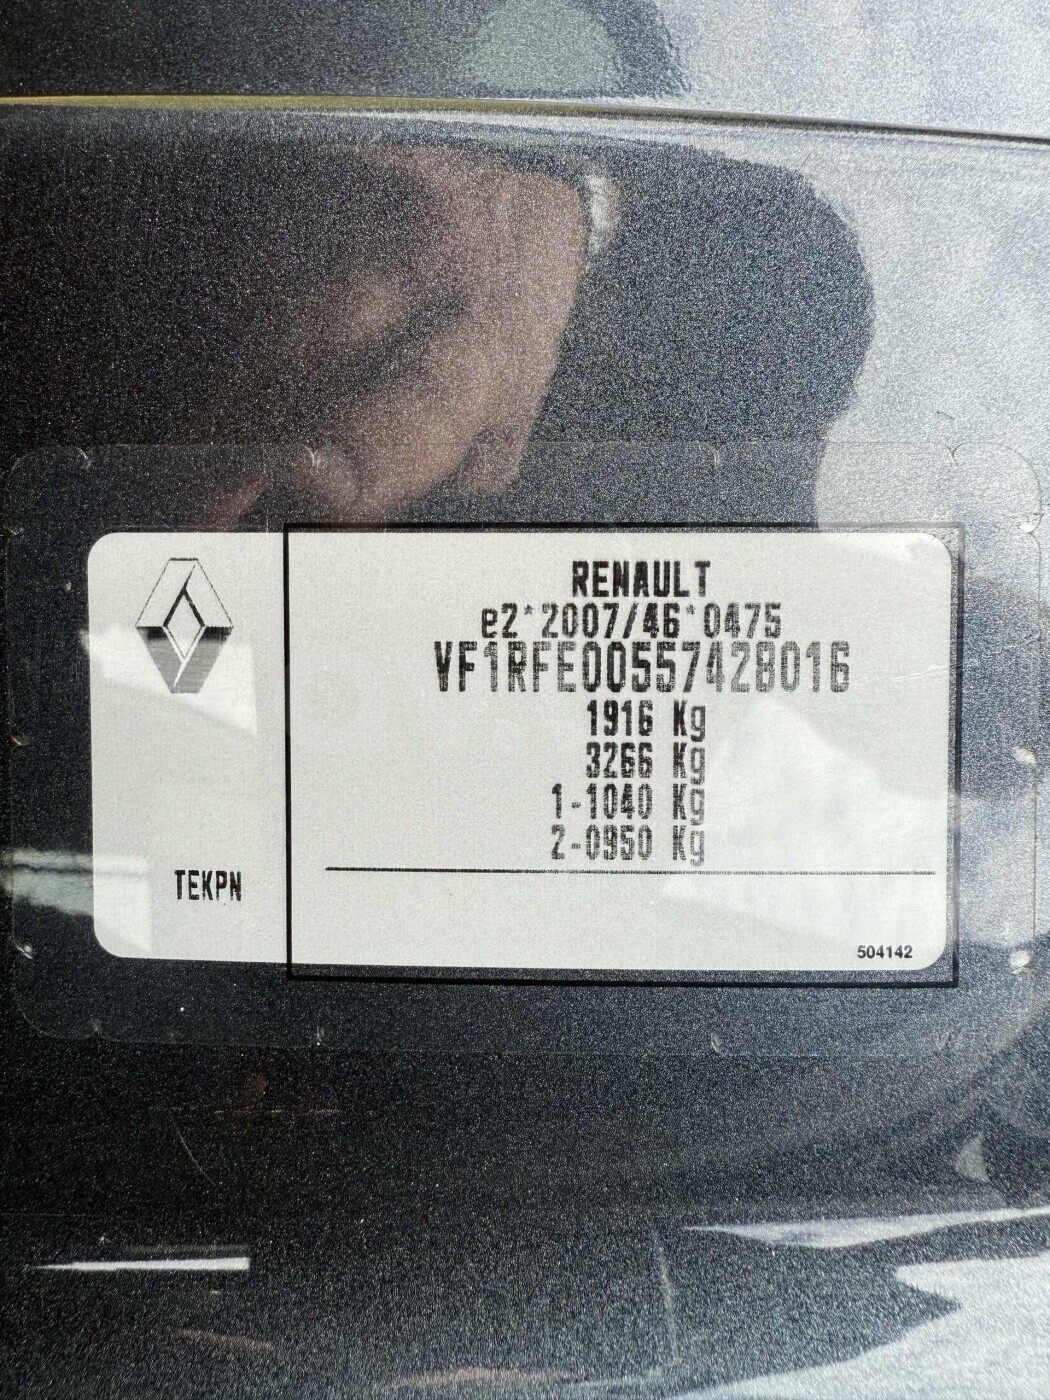 RENAULT
e2*2007/46*0475
VF1RFE00557428016
1916 Kg
3266 Kg
1-1040 Kg
2-0950 Kg
TEKPN
504142